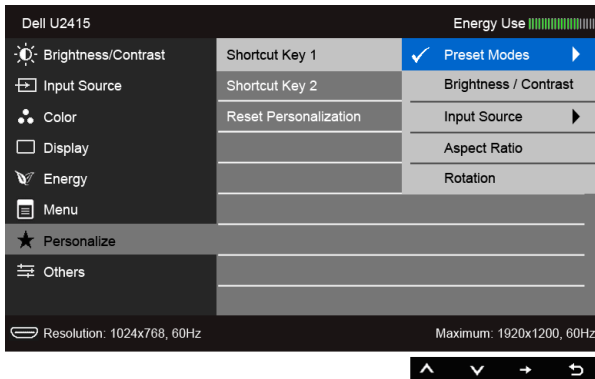 Dell U2415
Energy Use
Brightness/Contrast
Shortcut Key 1
Preset Modes
Input Source
Shortcut Key 2
Brightness / Contrast
Color
Reset Personalization
Input Source
Display
Aspect Ratio
Energy
Rotation
Menu
Personalize
Others
Resolution: 1024x768, 60Hz
Maximum: 1920x1200, 60Hz